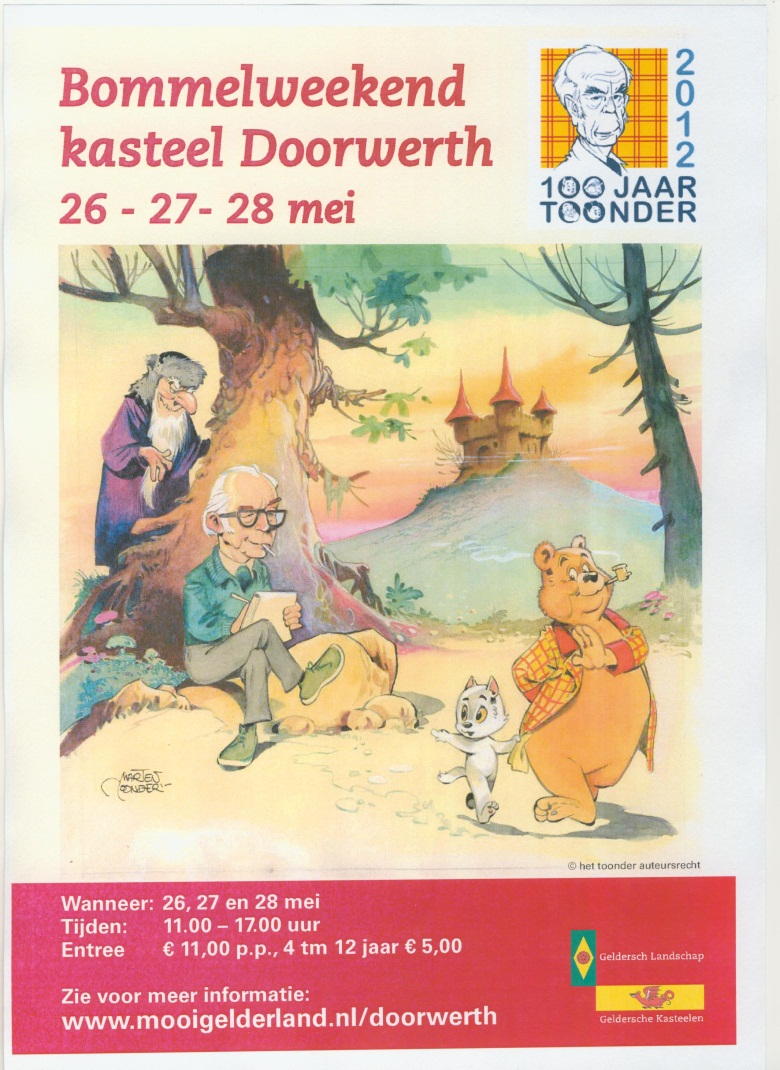 Bommelweekend
kasteel Doorwerth
26 - 27- 28 mei
2012
100 JAAR
TOONDER
MARTEN
TOONDER
© het toonder auteursrecht
Wanneer: 26, 27 en 28 mei
Tijden: 11.00 – 17.00 uur
Entree € 11,00 p.p., 4 tm 12 jaar € 5,00
Zie voor meer informatie:
www.mooigelderland.nl/doorwerth
Geldersch Landschap
Geldersche Kasteelen